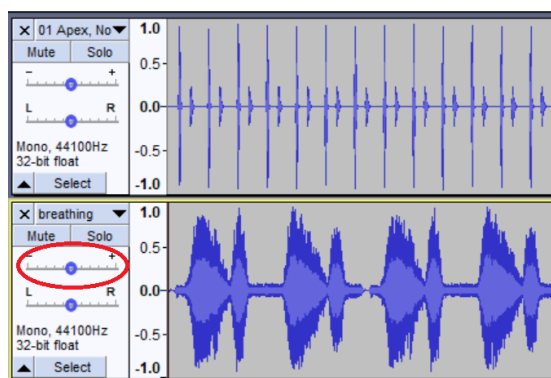 01 Apex, No
Mute Solo
- +
L R
Mono, 44100Hz
32-bit float
Select
1.0
0.5-
0.0-
-0.5-
-1.0
breathing
Mute Solo
- +
L R
Mono, 44100Hz
32-bit float
Select
1.0
0.5-
0.0-
-0.5-
-1.0